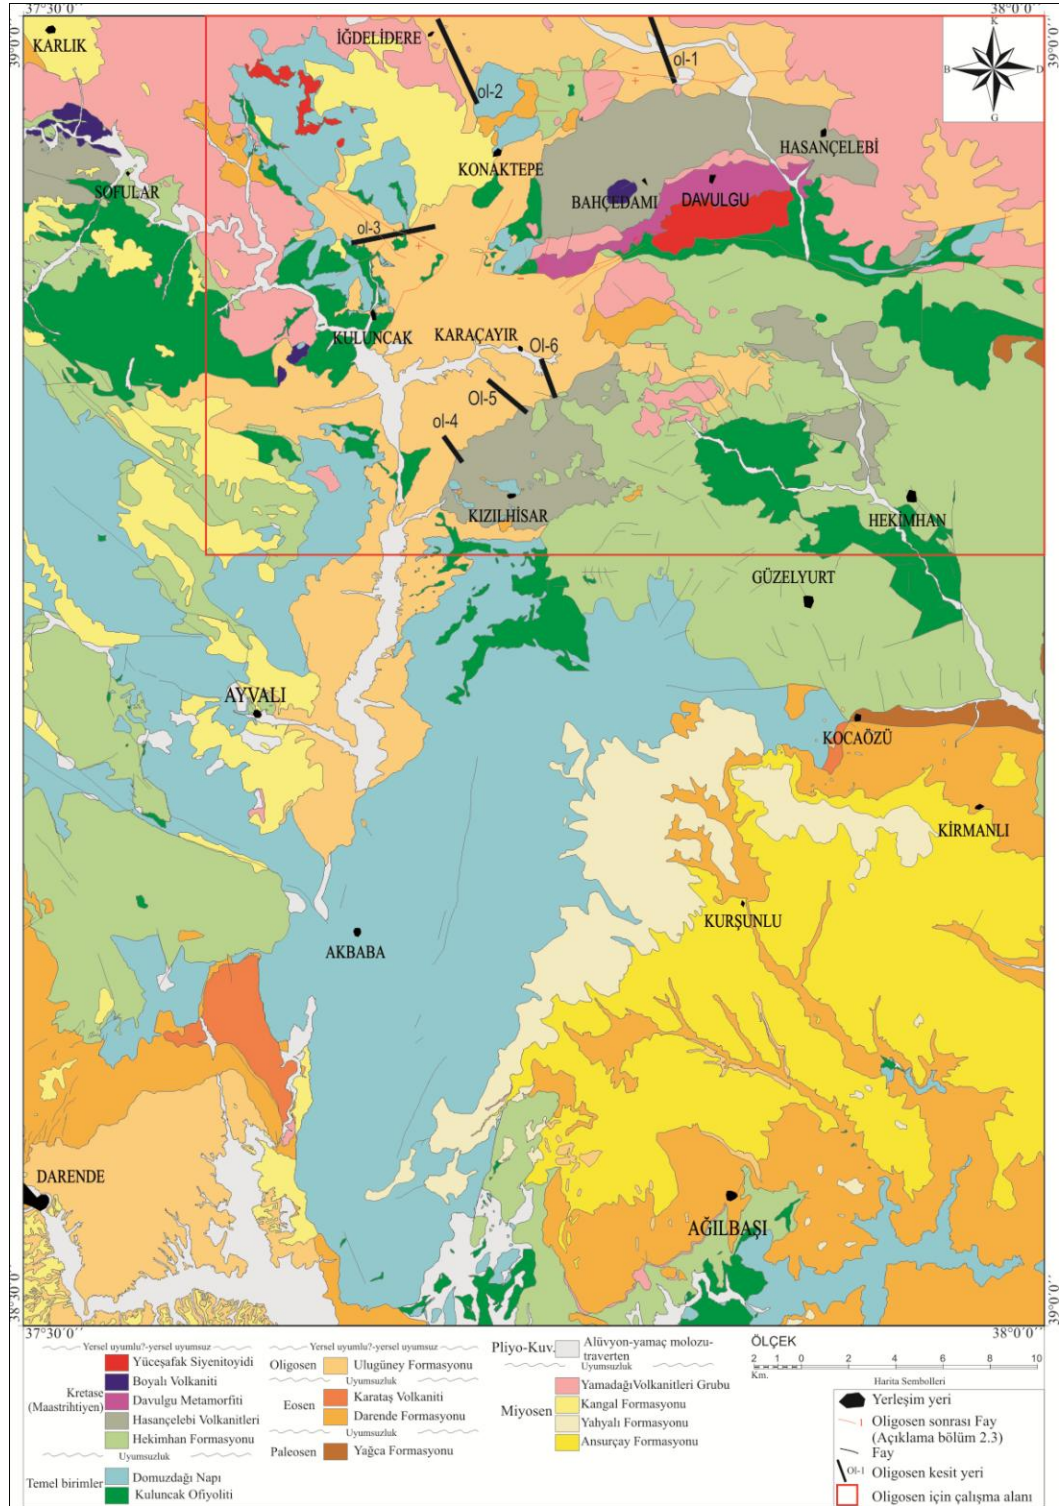 37°30'0''
38°0'0''
39°0'0''
39°0'0''
K
B
D
G
KARLIK
İĞDELİDERE
ol-1
ol-2
HASANÇELEBİ
KONAKTEPE
SOFULAR
BAHÇEDAMI
DAVULGU
ol-3
KULUNCAK
KARAÇAYIR
Ol-6
Ol-5
ol-4
KIZILHİSAR
HEKİMHAN
GÜZELYURT
AYVALI
KOCAÖZÜ
KİRMANLI
KURŞUNLU
AKBABA
DARENDE
AĞILBAŞI
38°30'0''
39°0'0''
37°30'0''
38°0'0''
Yersel uyumlu?-yersel uyumsuz
Yüceşafak Siyenitoyidi
Boyalı Volkaniti
Kretase
(Maastrihtiyen)
Davulgu Metamorfiti
Hasançelebi Volkanitleri
Hekimhan Formasyonu
Uyumsuzluk
Temel birimler
Domuzdağı Napı
Kuluncak Ofiyoliti
Yersel uyumlu?-yersel uyumsuz
Oligosen
Ulugüney Formasyonu
Uyumsuzluk
Eosen
Karataş Volkaniti
Darende Formasyonu
Uyumsuzluk
Paleosen
Yağca Formasyonu
Pliyo-Kuv.
Alüvyon-yamaç molozu-
traverten
Uyumsuzluk
Miyosen
YamadağıVolkanitleri Grubu
Kangal Formasyonu
Yahyalı Formasyonu
Ansurçay Formasyonu
ÖLÇEK
2 0 2 4 6 8 10
Km.
Harita Sembolleri
Yerleşim yeri
Oligosen sonrası Fay
(Açıklama bölüm 2.3)
Fay
Ol-1
Oligosen kesit yeri
Oligosen için çalışma alanı